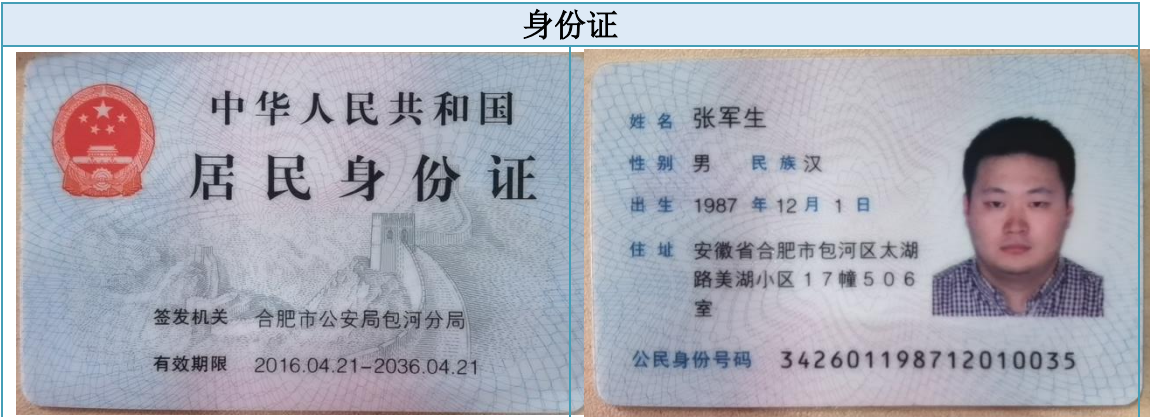 身份证
中华人民共和国
居民身份证
签发机关 合肥市公安局包河分局
有效期限 2016.04.21-2036.04.21
姓名 张军生
性别 男 民族 汉
出生 1987 年 12 月 1 日
住址 安徽省合肥市包河区太湖
路美湖小区17幢506
室
公民身份号码 342601198712010035